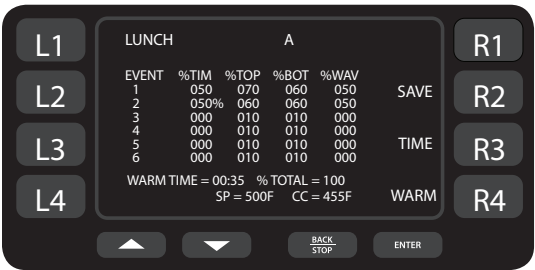 LUNCH A
EVENT %TIM %TOP %BOT %WAV
1 050 070 060 050
2 050% 060 060 050
3 000 010 010 000
4 000 010 010 000
5 000 010 010 000
6 000 010 010 000
WARM TIME = 00:35 % TOTAL = 100
SP = 500F CC = 455F
SAVE
TIME
WARM
L1
L2
L3
L4
R1
R2
R3
R4
BACK
STOP
ENTER